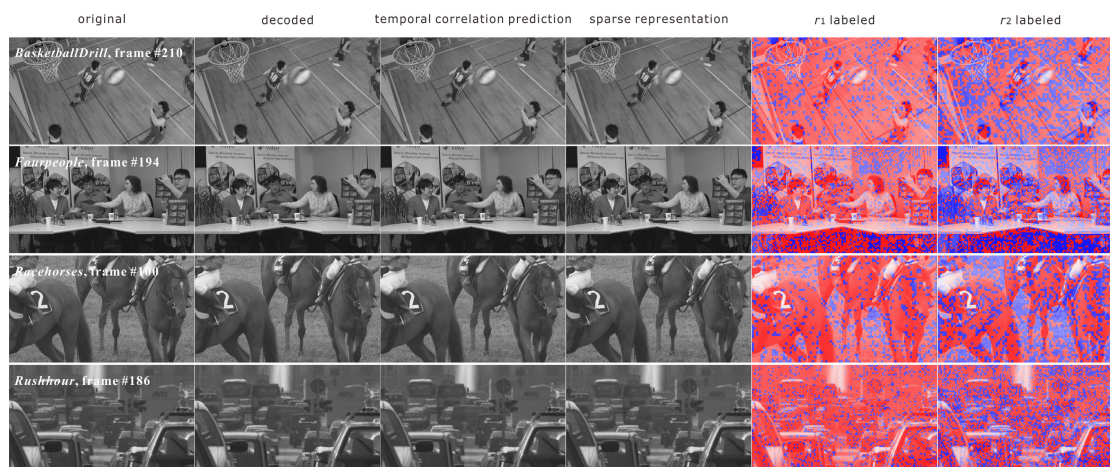 original decoded temporal correlation prediction sparse representation r1 labeled r2 labeled
BasketballDrill, frame #210
Fourpeople, frame #194
Racehorses, frame #100
2 2 2 2 2 2
Rushhour, frame #186